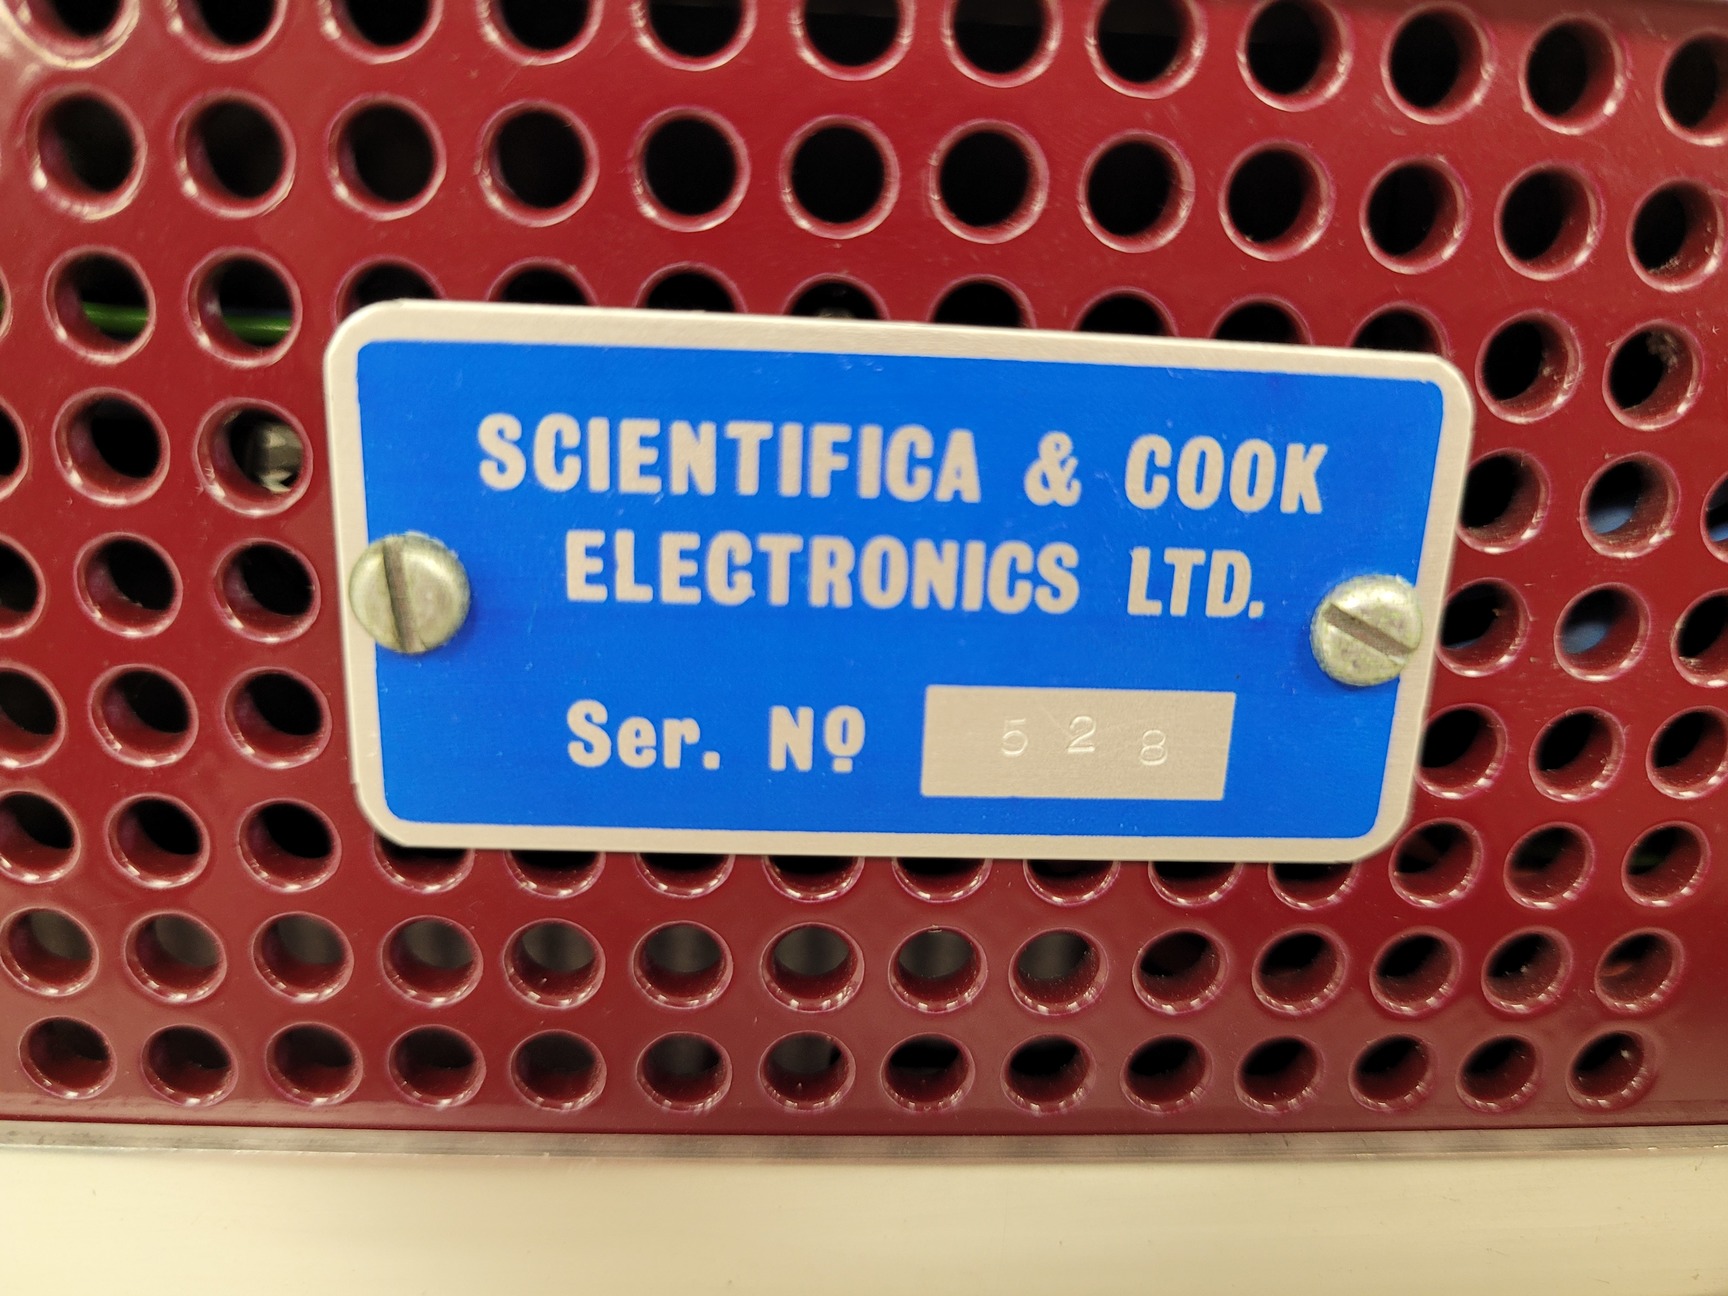 SCIENTIFICA & COOK
ELECTRONICS LTD.
Ser. Nº 528